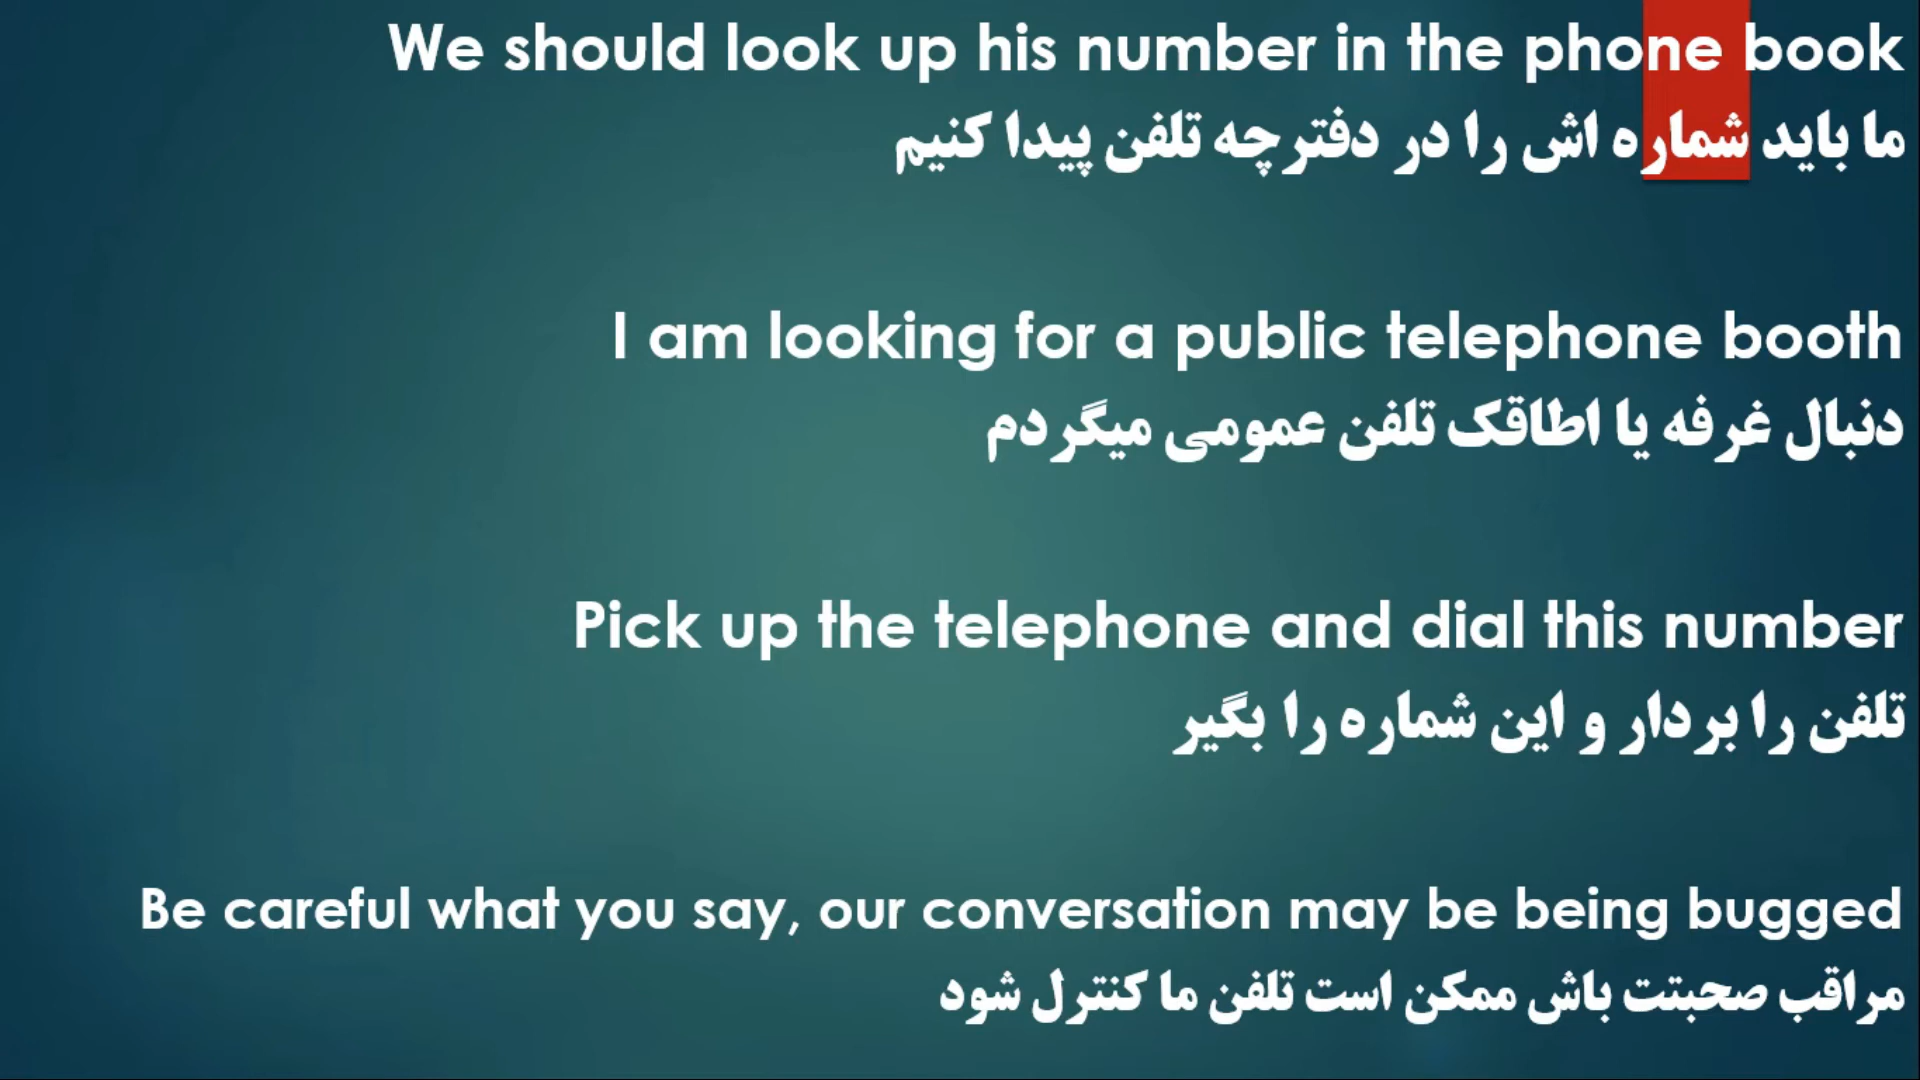 We should look up his number in the phone book
ما باید شماره اش را در دفترچه تلفن پیدا کنیم
I am looking for a public telephone booth
دنبال غرفه یا اطاقک تلفن عمومی میگردم
Pick up the telephone and dial this number
تلفن را بردار و این شماره را بگیر
Be careful what you say, our conversation may be being bugged
مراقب صحبتت باش ممکن است تلفن ما کنترل شود